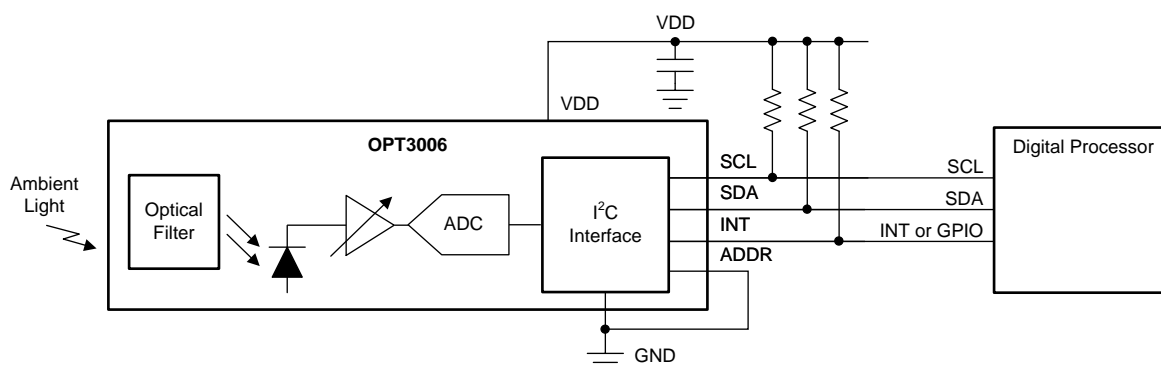 VDD
VDD
OPT3006
Digital Processor
Ambient
Light
Optical
Filter
ADC
I²C
Interface
SCL
SDA
INT
ADDR
SCL
SDA
INT or GPIO
GND